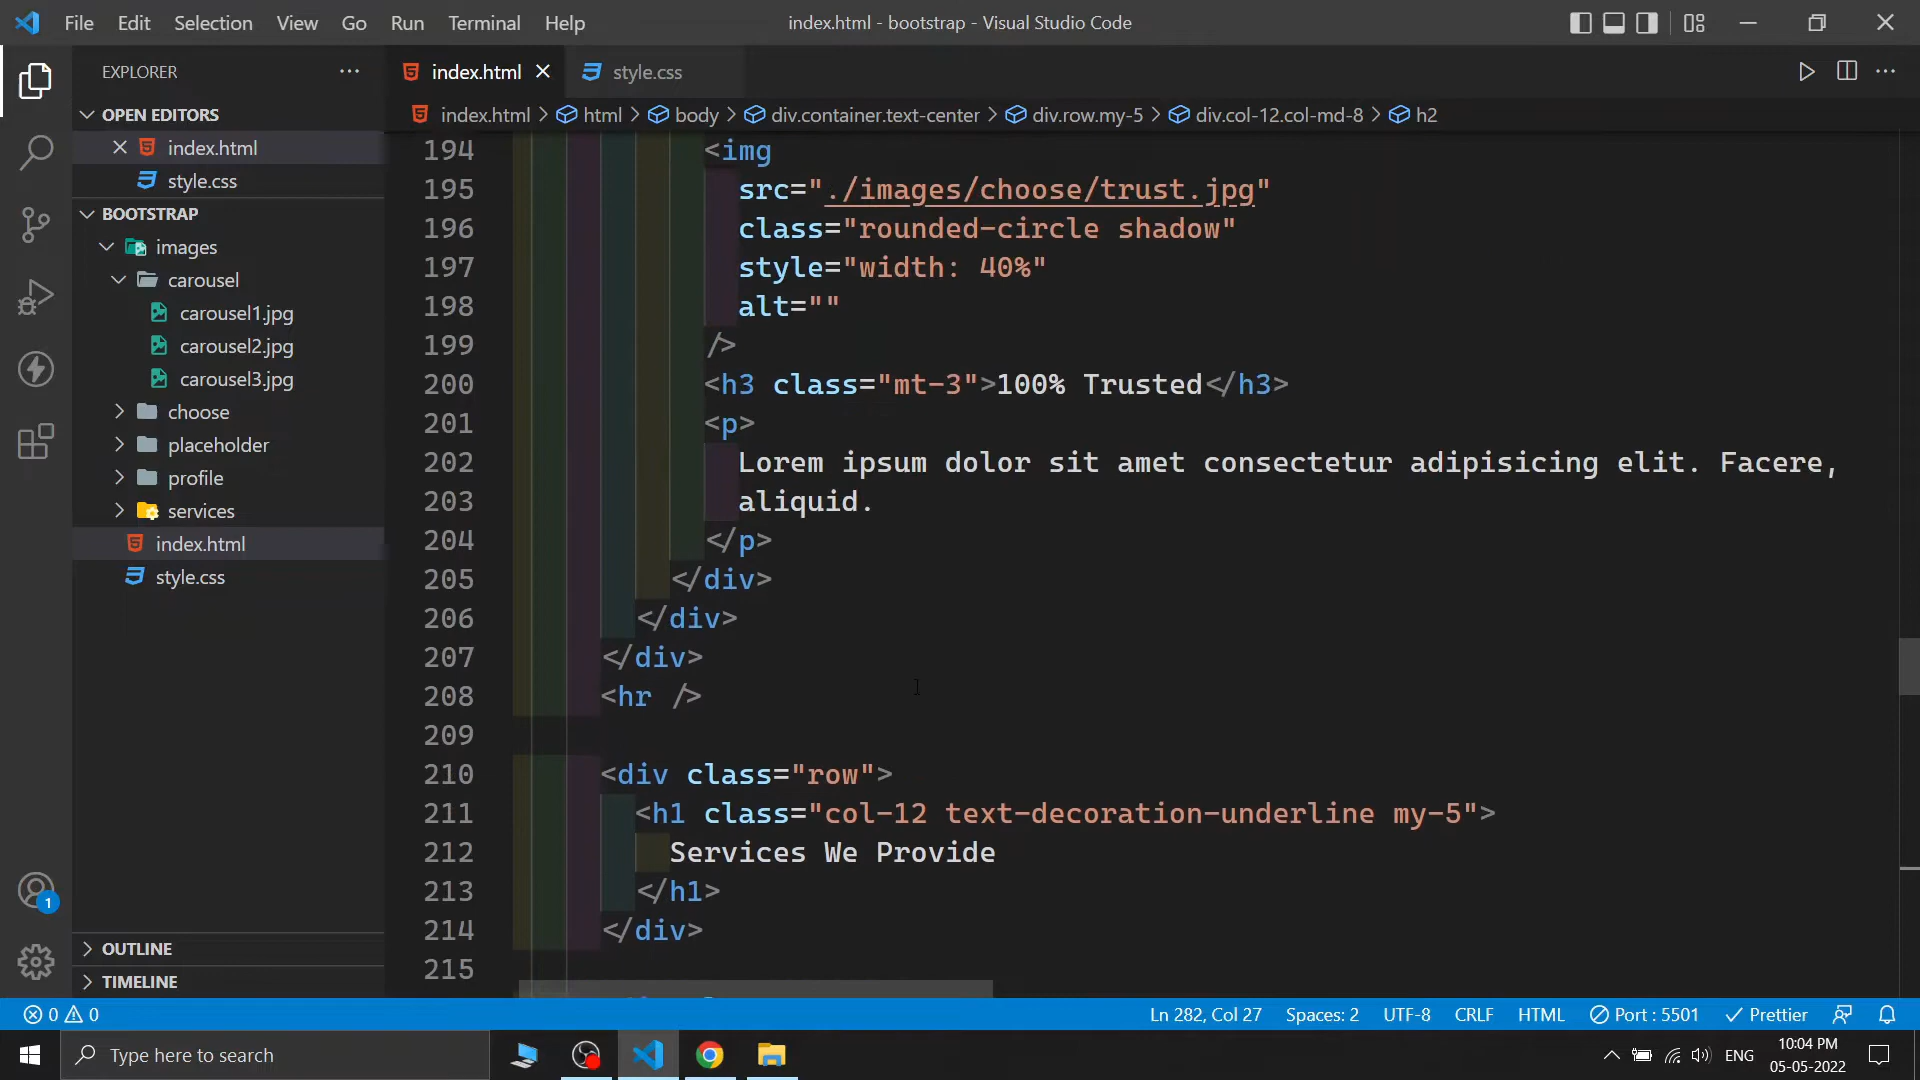 File Edit Selection View Go Run Terminal Help
index.html - bootstrap - Visual Studio Code
EXPLORER
OPEN EDITORS
index.html
style.css
BOOTSTRAP
images
carousel
carousel1.jpg
carousel2.jpg
carousel3.jpg
choose
placeholder
profile
services
index.html
style.css
OUTLINE
TIMELINE
index.html
style.css
index.html > html > body > div.container.text-center > div.row.my-5 > div.col-12.col-md-8 > h2
194 <img
195 src="./images/choose/trust.jpg"
196 class="rounded-circle shadow"
197 style="width: 40%"
198 alt=""
199 />
200 <h3 class="mt-3">100% Trusted</h3>
201 <p>
202 Lorem ipsum dolor sit amet consectetur adipisicing elit. Facere,
203 aliquid.
204 </p>
205 </div>
206 </div>
207 </div>
208 <hr />
209
210 <div class="row">
211 <h1 class="col-12 text-decoration-underline my-5">
212 Services We Provide
213 </h1>
214 </div>
215
1
0 0
Ln 282, Col 27
Spaces: 2
UTF-8
CRLF
HTML
Port : 5501
Prettier
Type here to search
ENG
10:04 PM
05-05-2022